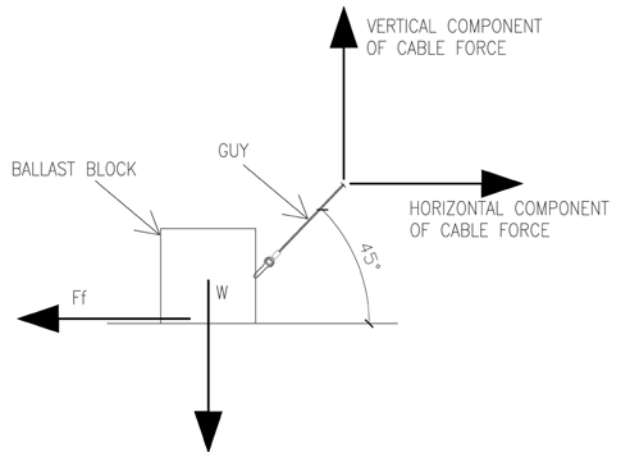 VERTICAL COMPONENT
OF CABLE FORCE
GUY
BALLAST BLOCK
HORIZONTAL COMPONENT
OF CABLE FORCE
45°
Ff
W